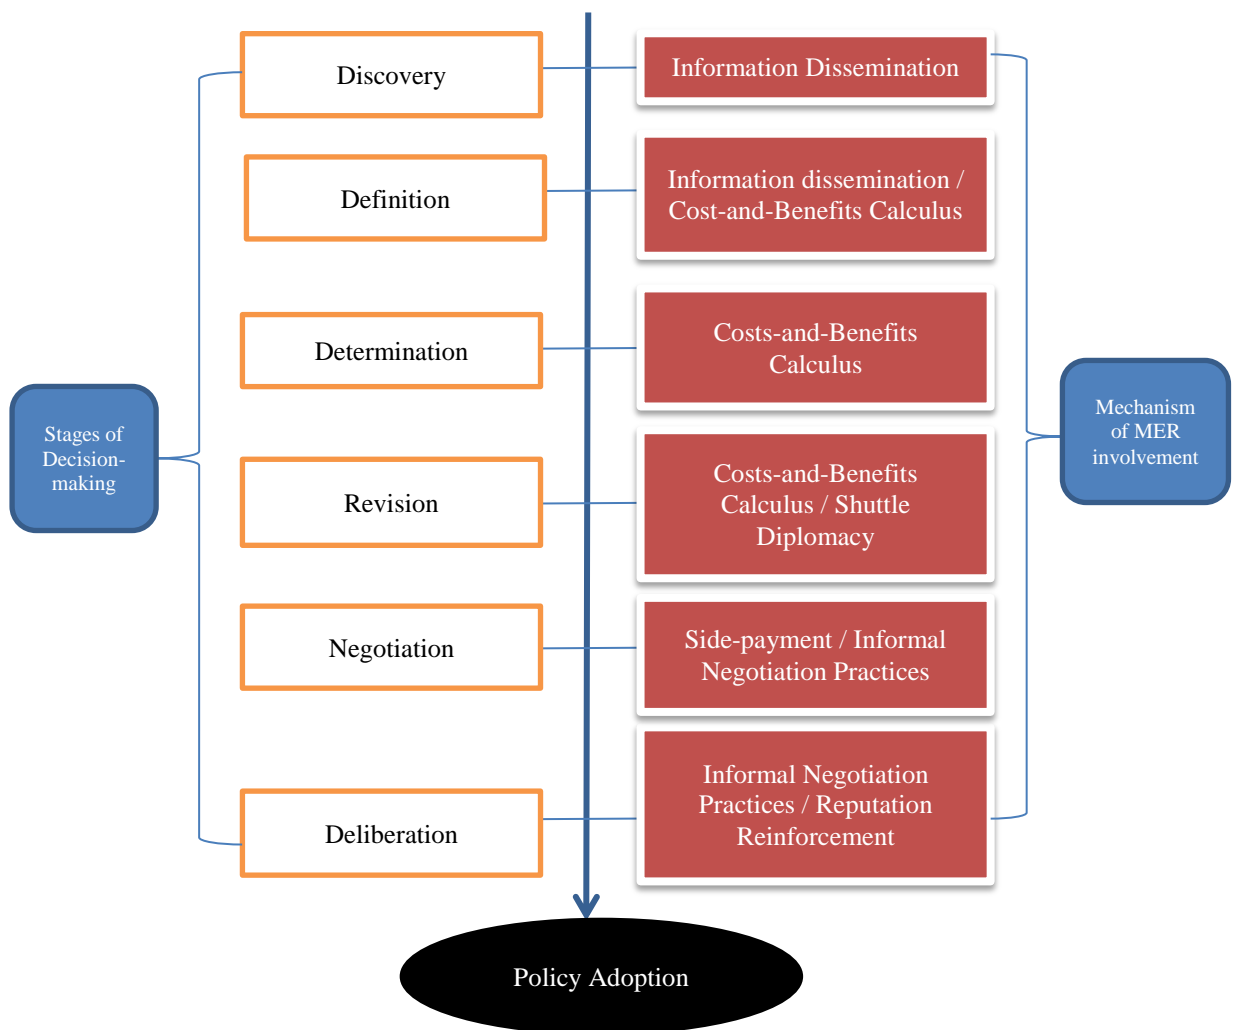 Discovery
Information Dissemination
Definition
Information dissemination /
Cost-and-Benefits Calculus
Determination
Costs-and-Benefits
Calculus
Stages of
Decision-
making
Mechanism
of MER
involvement
Revision
Costs-and-Benefits
Calculus / Shuttle
Diplomacy
Negotiation
Side-payment / Informal
Negotiation Practices
Deliberation
Informal Negotiation
Practices / Reputation
Reinforcement
Policy Adoption